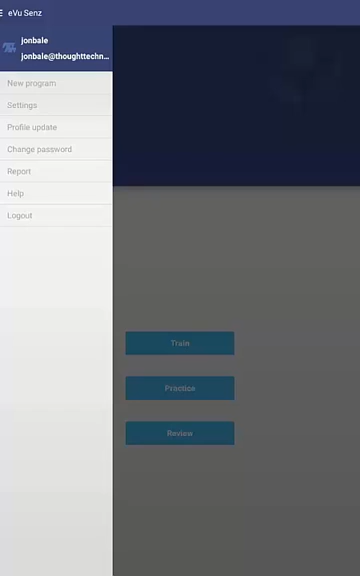 eVu Senz
jonbale
jonbale@thoughttechn...
New program
Settings
Profile update
Change password
Report
Help
Logout
Train
Practice
Review